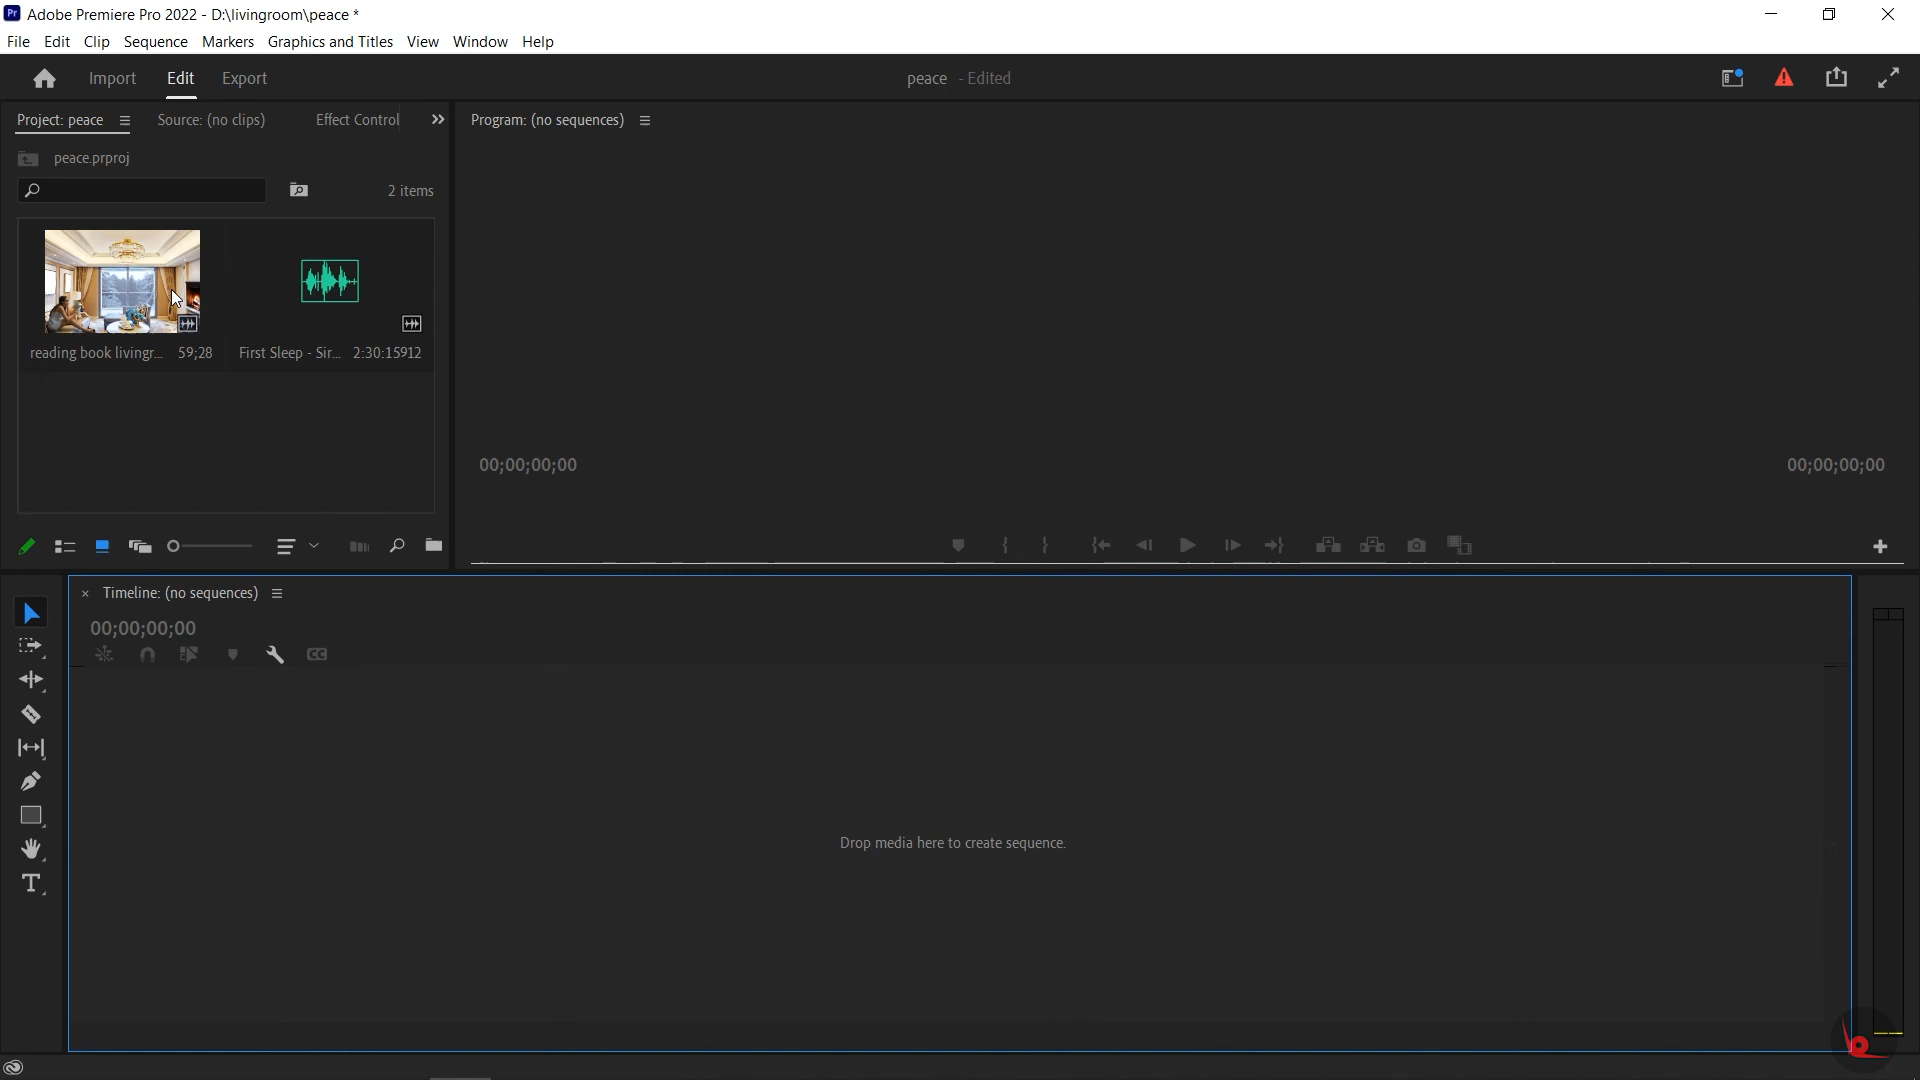 Pr Adobe Premiere Pro 2022 - D:\livingroom\peace *
File Edit Clip Sequence Markers Graphics and Titles View Window Help
Import Edit Export peace - Edited
Project: peace Source: (no clips) Effect Control Program: (no sequences)
peace.prproj
2 items
reading book livingr... 59;28 First Sleep - Sir... 2:30:15912
00;00;00;00 00;00;00;00
Timeline: (no sequences)
00;00;00;00
CC
Drop media here to create sequence.